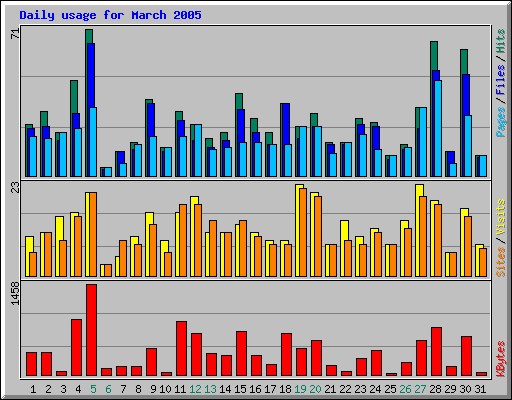 Daily usage for March 2005
71
Pages / Files / Hits
23
Sites / Visits
1458
KBytes
1 2 3 4 5 6 7 8 9 10 11 12 13 14 15 16 17 18 19 20 21 22 23 24 25 26 27 28 29 30 31